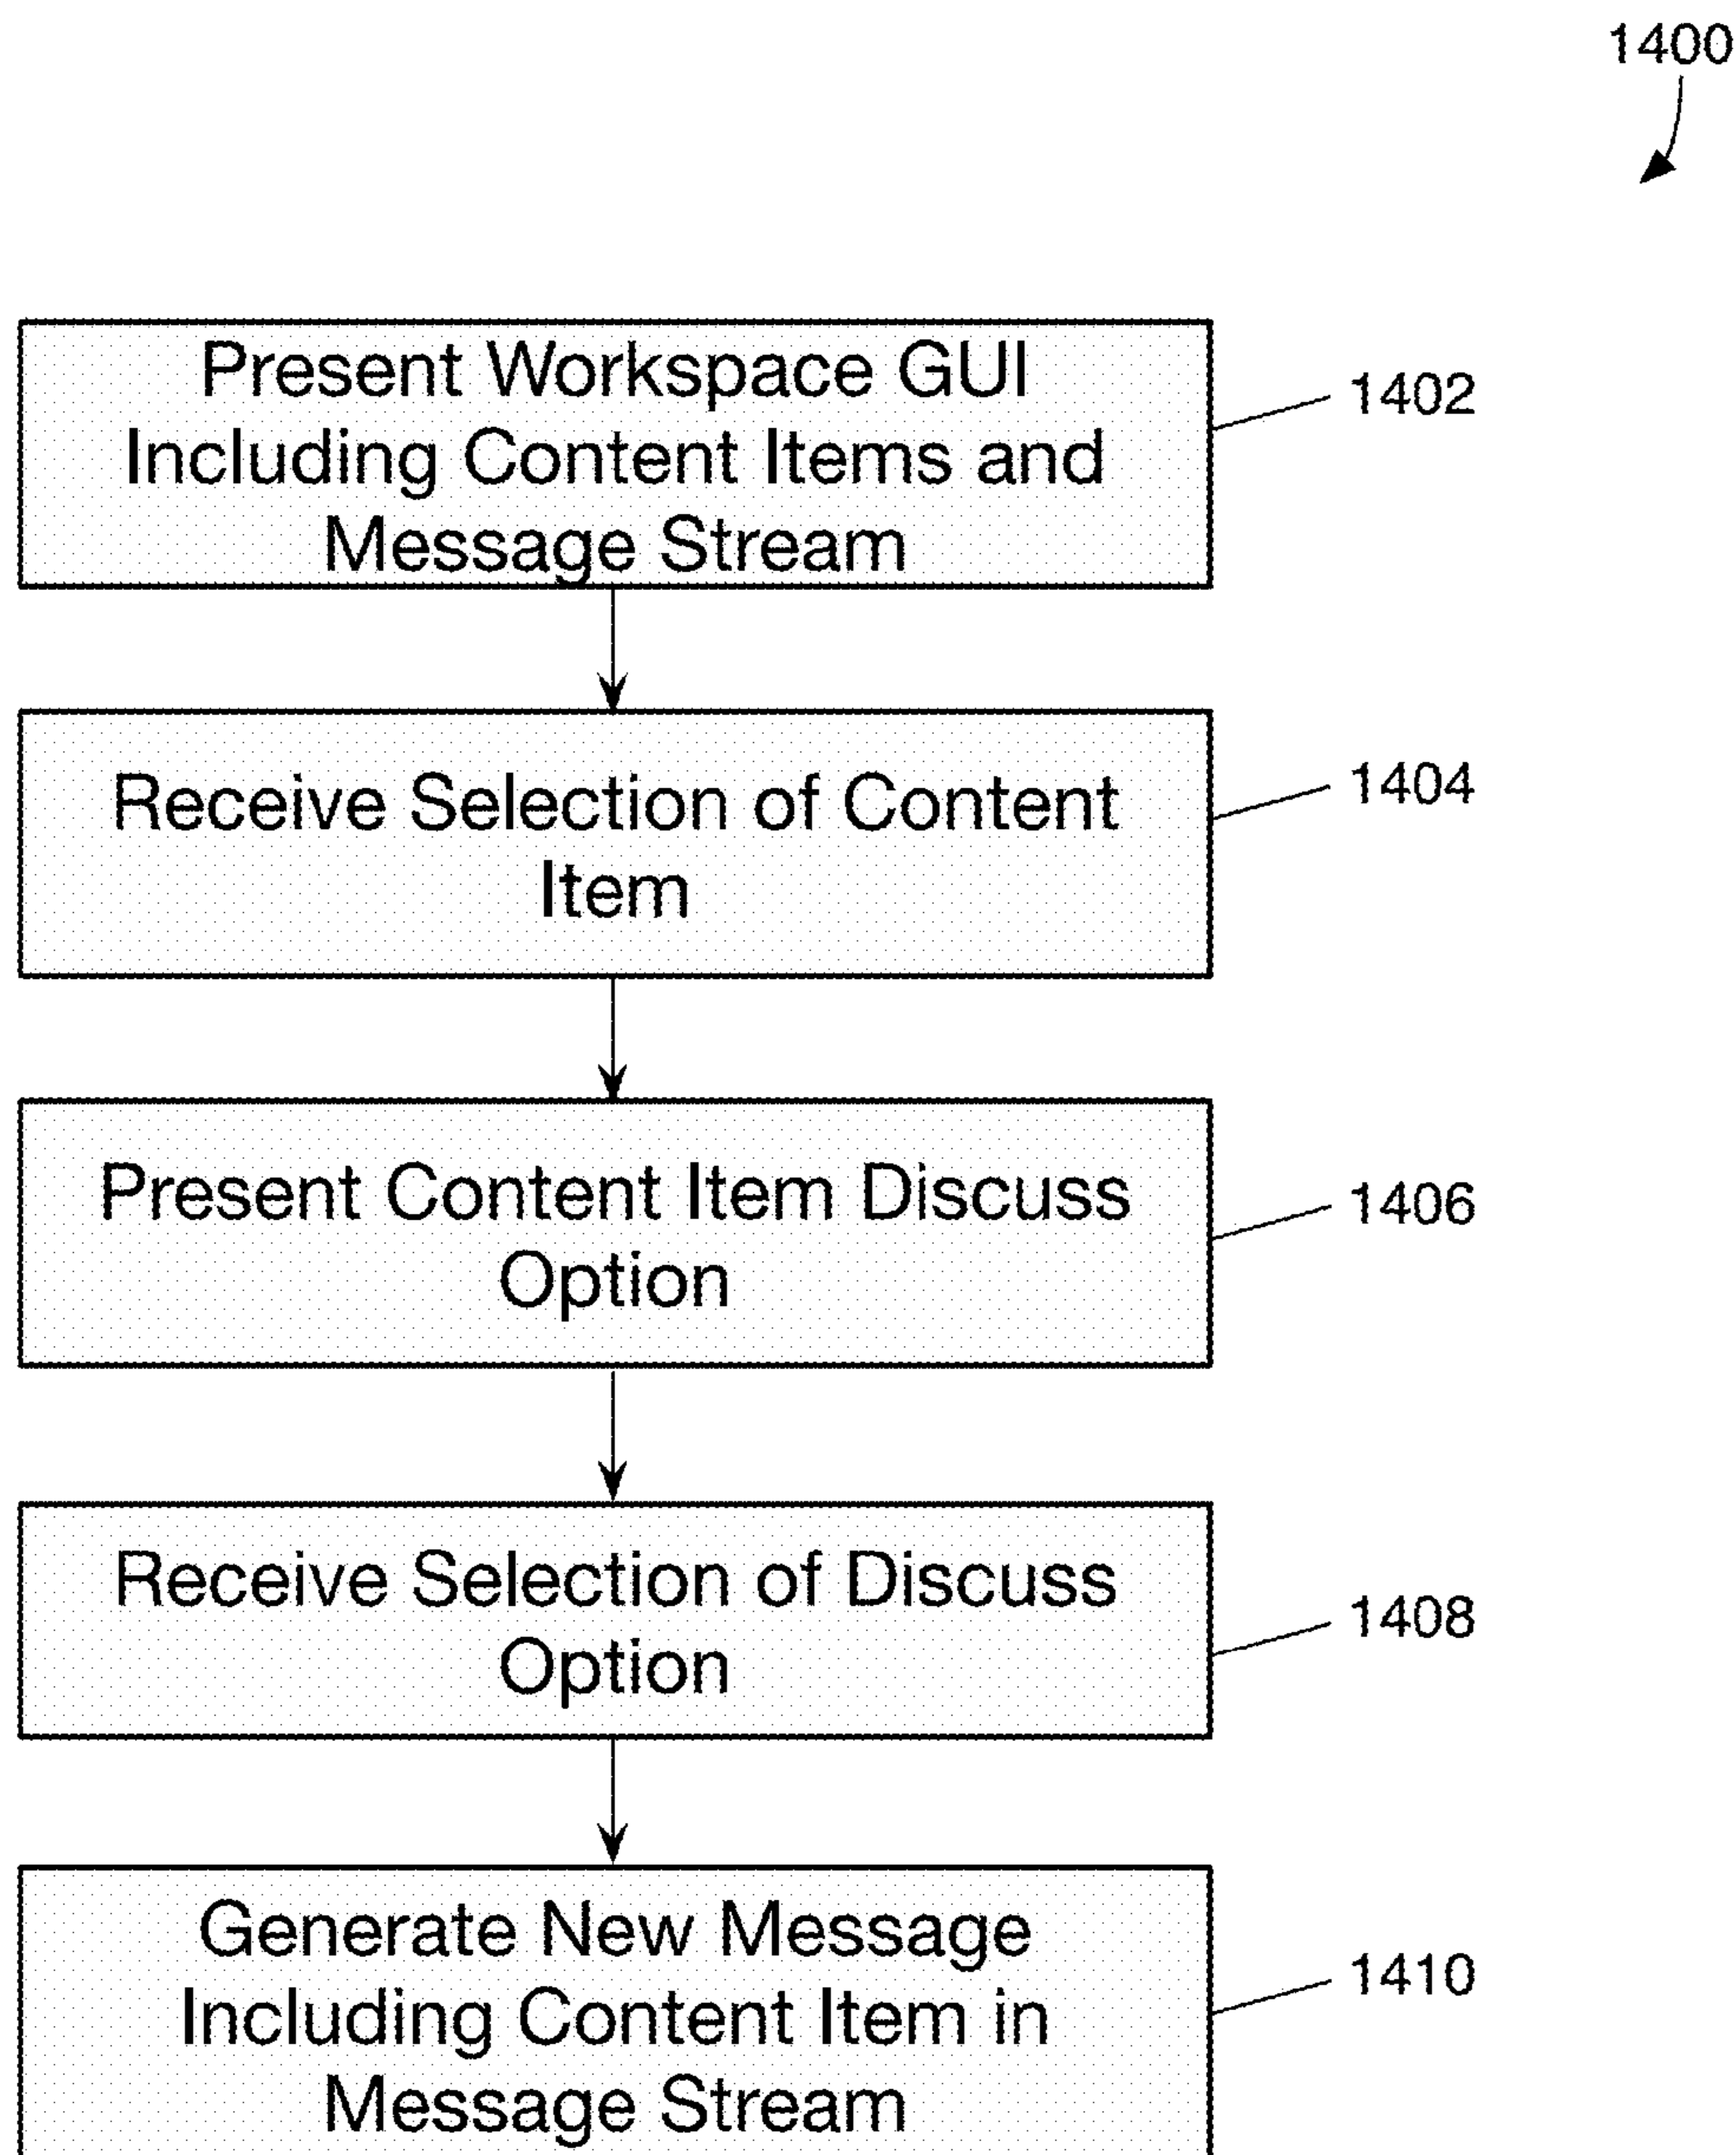 1400
Present Workspace GUI
Including Content Items and
Message Stream
1402
Receive Selection of Content
Item
1404
Present Content Item Discuss
Option
1406
Receive Selection of Discuss
Option
1408
Generate New Message
Including Content Item in
Message Stream
1410